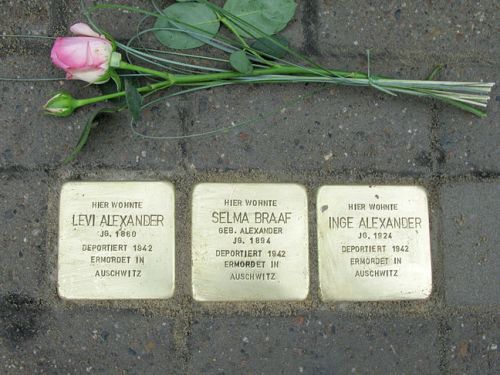 HIER WOHNTE
LEVI ALEXANDER
JG. 1860
DEPORTIERT 1942
ERMORDET IN
AUSCHWITZ
HIER WOHNTE
SELMA BRAAF
GEB. ALEXANDER
JG. 1894
DEPORTIERT 1942
ERMORDET IN
AUSCHWITZ
HIER WOHNTE
INGE ALEXANDER
JG. 1924
DEPORTIERT 1942
ERMORDET IN
AUSCHWITZ